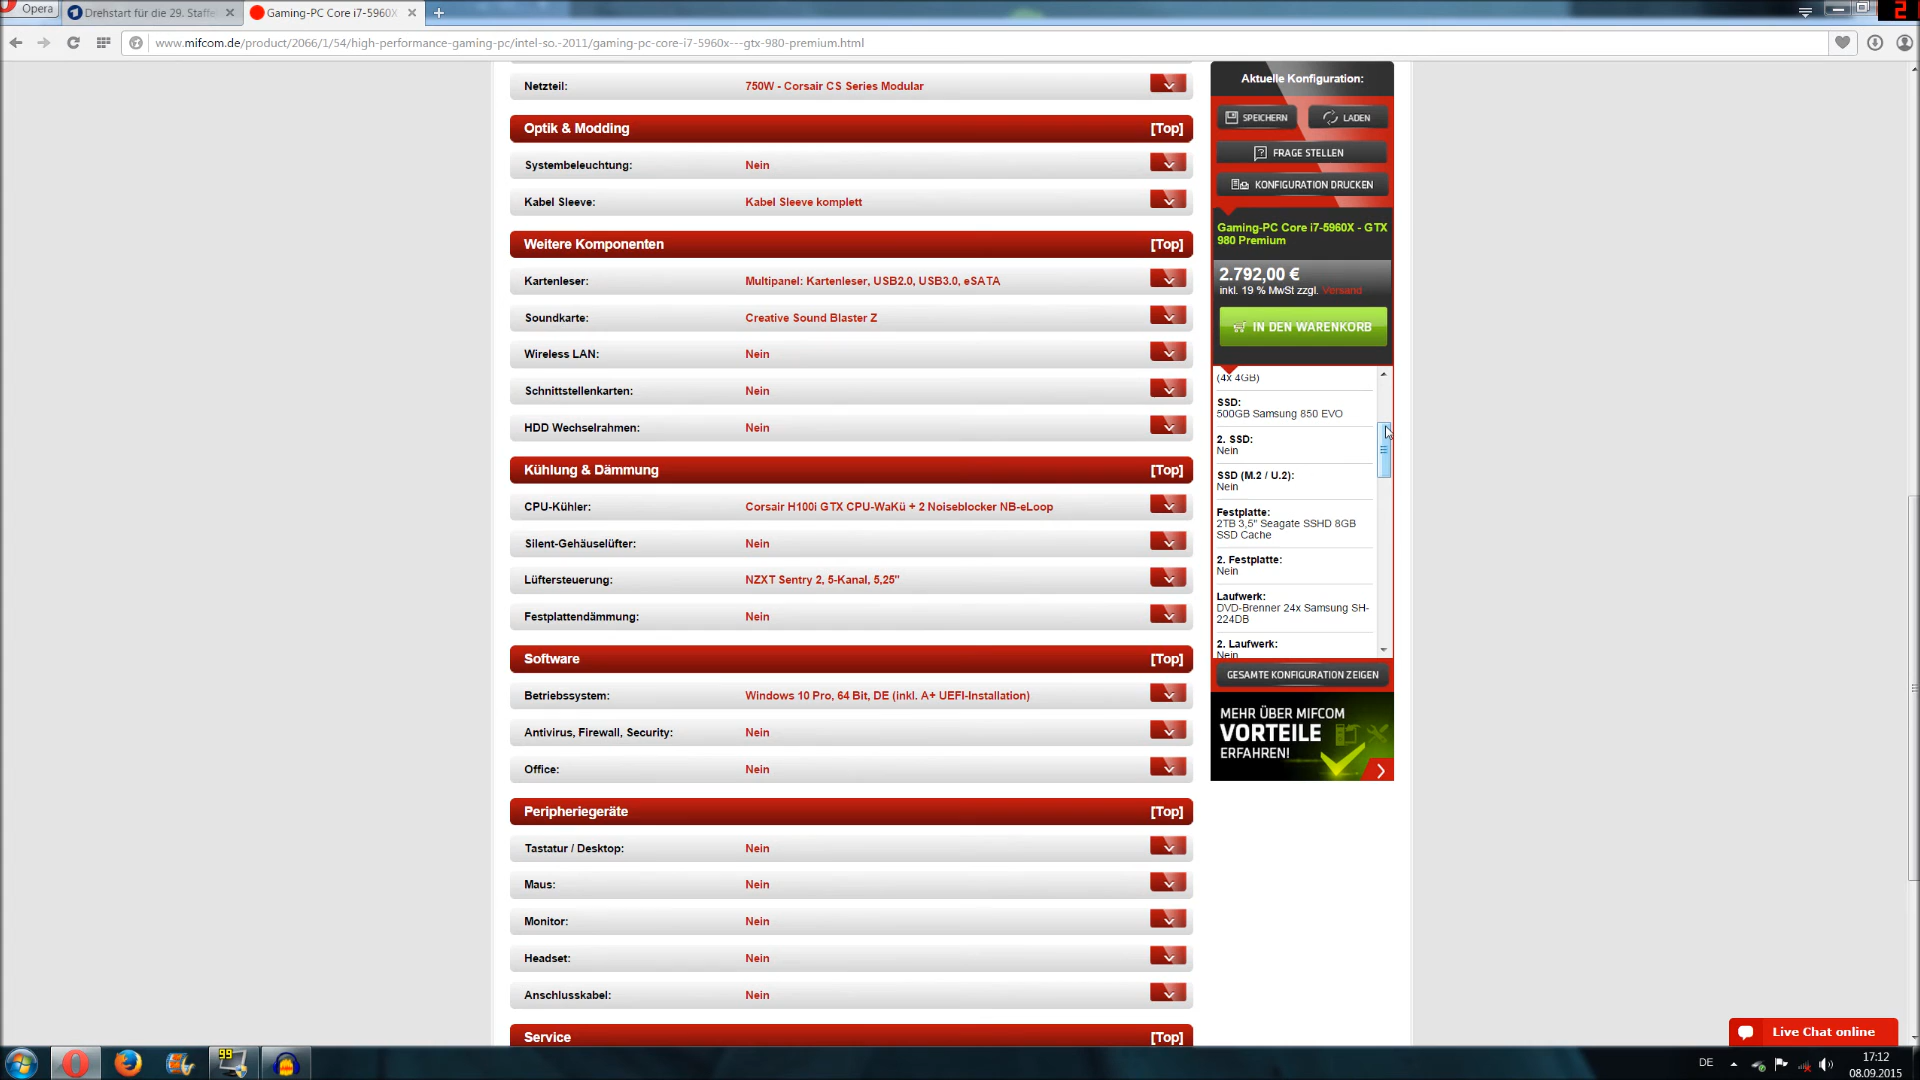 Opera
Drehstart für die 29. Staffel
Gaming-PC Core i7-5960X
2
www.mifcom.de/product/2066/1/54/high-performance-gaming-pc/intel-so.-2011/gaming-pc-core-i7-5960x---gtx-980-premium.html
Netzteil: 750W - Corsair CS Series Modular
Optik & Modding [Top]
Systembeleuchtung: Nein
Kabel Sleeve: Kabel Sleeve komplett
Weitere Komponenten [Top]
Kartenleser: Multipanel: Kartenleser, USB2.0, USB3.0, eSATA
Soundkarte: Creative Sound Blaster Z
Wireless LAN: Nein
Schnittstellenkarten: Nein
HDD Wechselrahmen: Nein
Kühlung & Dämmung [Top]
CPU-Kühler: Corsair H100i GTX CPU-WaKü + 2 Noiseblocker NB-eLoop
Silent-Gehäuselüfter: Nein
Lüftersteuerung: NZXT Sentry 2, 5-Kanal, 5,25"
Festplattendämmung: Nein
Software [Top]
Betriebssystem: Windows 10 Pro, 64 Bit, DE (inkl. A+ UEFI-Installation)
Antivirus, Firewall, Security: Nein
Office: Nein
Peripheriegeräte [Top]
Tastatur / Desktop: Nein
Maus: Nein
Monitor: Nein
Headset: Nein
Anschlusskabel: Nein
Service [Top]
Aktuelle Konfiguration:
SPEICHERN LADEN
FRAGE STELLEN
KONFIGURATION DRUCKEN
Gaming-PC Core i7-5960X - GTX
980 Premium
2.792,00 €
inkl. 19 % MwSt zzgl. Versand
IN DEN WARENKORB
(4x 4GB)
SSD:
500GB Samsung 850 EVO
2. SSD:
Nein
SSD (M.2 / U.2):
Nein
Festplatte:
2TB 3,5" Seagate SSHD 8GB
SSD Cache
2. Festplatte:
Nein
Laufwerk:
DVD-Brenner 24x Samsung SH-
224DB
2. Laufwerk:
Nein
GESAMTE KONFIGURATION ZEIGEN
MEHR ÜBER MIFCOM
VORTEILE
ERFAHREN!
Live Chat online
99
DE
17:12
08.09.2015